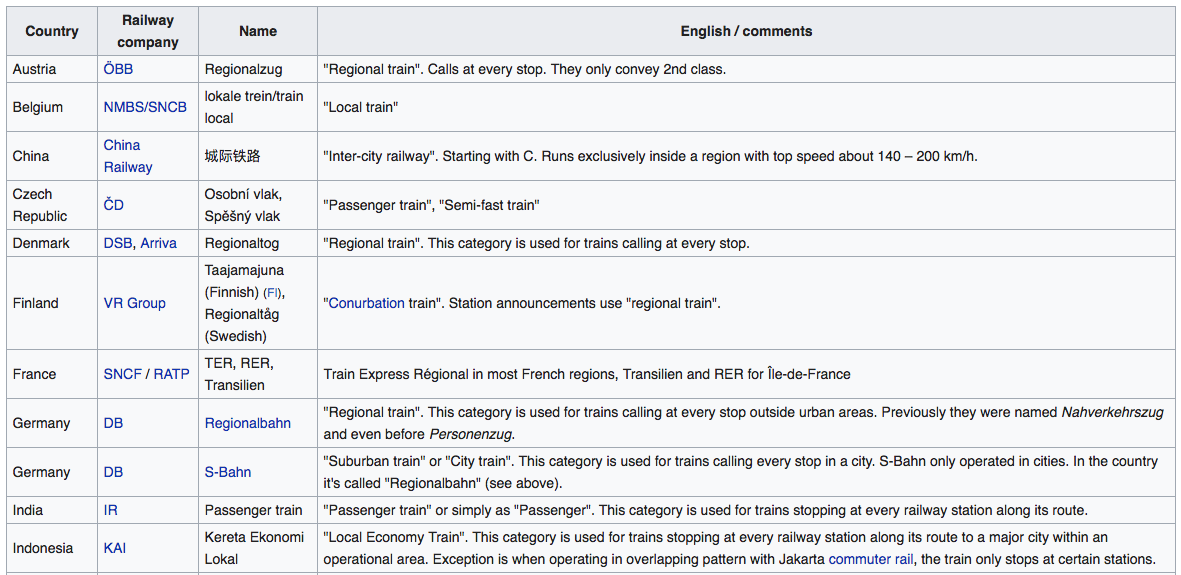 Country
Railway
company
Name
English / comments
Austria
ÖBB
Regionalzug
"Regional train". Calls at every stop. They only convey 2nd class.
Belgium
NMBS/SNCB
lokale trein/train
local
"Local train"
China
China
Railway
城际铁路
"Inter-city railway". Starting with C. Runs exclusively inside a region with top speed about 140 – 200 km/h.
Czech
Republic
ČD
Osobní vlak,
Spěšný vlak
"Passenger train", "Semi-fast train"
Denmark
DSB, Arriva
Regionaltog
"Regional train". This category is used for trains calling at every stop.
Finland
VR Group
Taajamajuna
(Finnish) (FI),
Regionaltåg
(Swedish)
"Conurbation train". Station announcements use "regional train".
France
SNCF / RATP
TER, RER,
Transilien
Train Express Régional in most French regions, Transilien and RER for Île-de-France
Germany
DB
Regionalbahn
"Regional train". This category is used for trains calling at every stop outside urban areas. Previously they were named Nahverkehrszug
and even before Personenzug.
Germany
DB
S-Bahn
"Suburban train" or "City train". This category is used for trains calling every stop in a city. S-Bahn only operated in cities. In the country
it's called "Regionalbahn" (see above).
India
IR
Passenger train
"Passenger train" or simply as "Passenger". This category is used for trains stopping at every railway station along its route.
Indonesia
KAI
Kereta Ekonomi
Lokal
"Local Economy Train". This category is used for trains stopping at every railway station along its route to a major city within an
operational area. Exception is when operating in overlapping pattern with Jakarta commuter rail, the train only stops at certain stations.